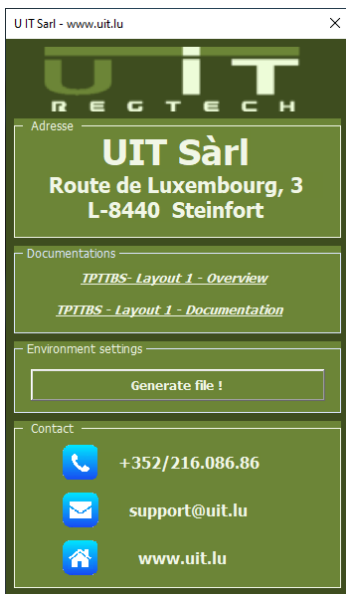 U IT Sarl - www.uit.lu
UIT
REGTECH
Adresse
UIT Sàrl
Route de Luxembourg, 3
L-8440 Steinfort
Documentations
TPTTBS- Layout 1 - Overview
TPTTBS - Layout 1 - Documentation
Environment settings
Generate file !
Contact
+352/216.086.86
support@uit.lu
www.uit.lu